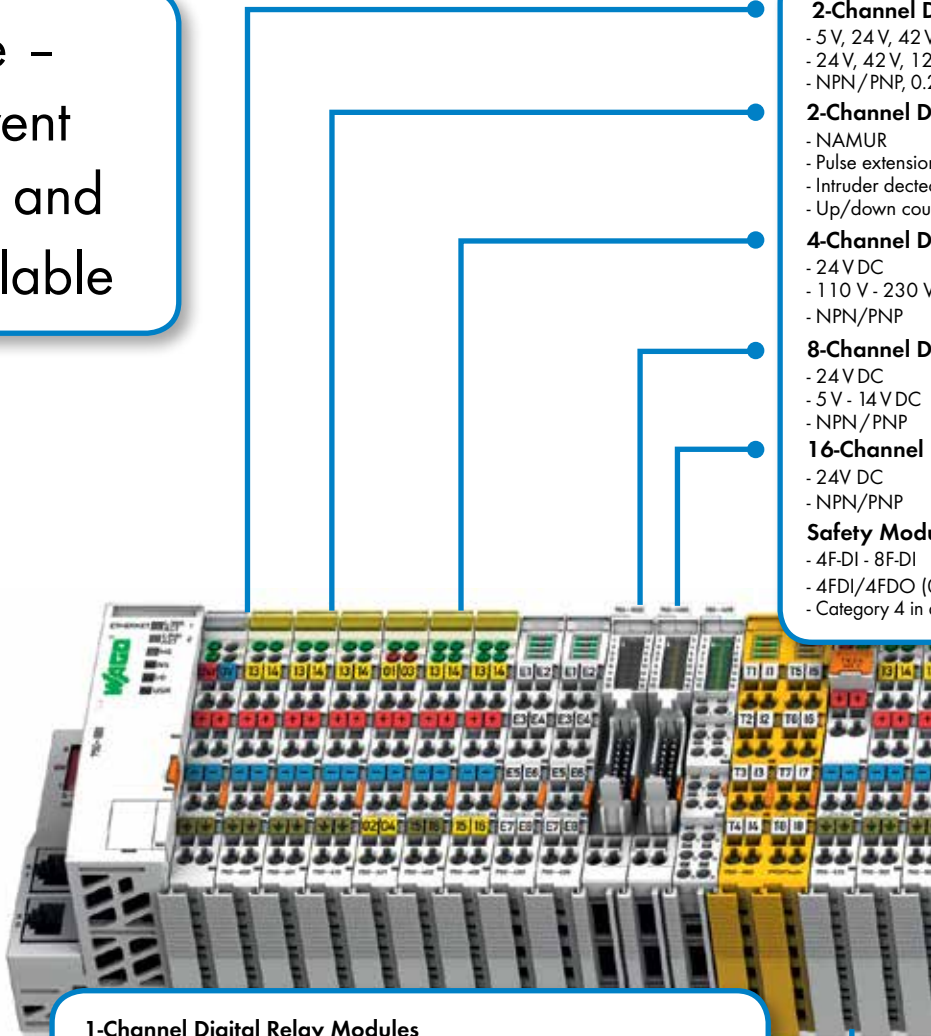 e –
rent
and
lable
2-Channel D
- 5 V, 24 V, 42 V
- 24 V, 42 V, 12
- NPN/PNP, 0.2
2-Channel D
- NAMUR
- Pulse extension
- Intruder dected
- Up/down cou
4-Channel D
- 24 V DC
- 110 V - 230 V
- NPN/PNP
8-Channel D
- 24 V DC
- 5 V - 14 V DC
- NPN/PNP
16-Channel
- 24V DC
- NPN/PNP
Safety Modu
- 4F-DI - 8F-DI
- 4FDI/4FDO (
- Category 4 in
ETHERNET
WAGO
13 14 13 14 13 14 01 03 13 14 13 14 E1 E2 E1 E2 T1 I1 T5 I5 13 14
E3 E4 E3 E4 T2 I2 T6 I6
E5 E6 E5 E6 T3 I3 T7 I7
02 04 15 16 15 16 E7 E8 E7 E8 T4 I4 T8 I8
1-Channel Digital Relay Modules